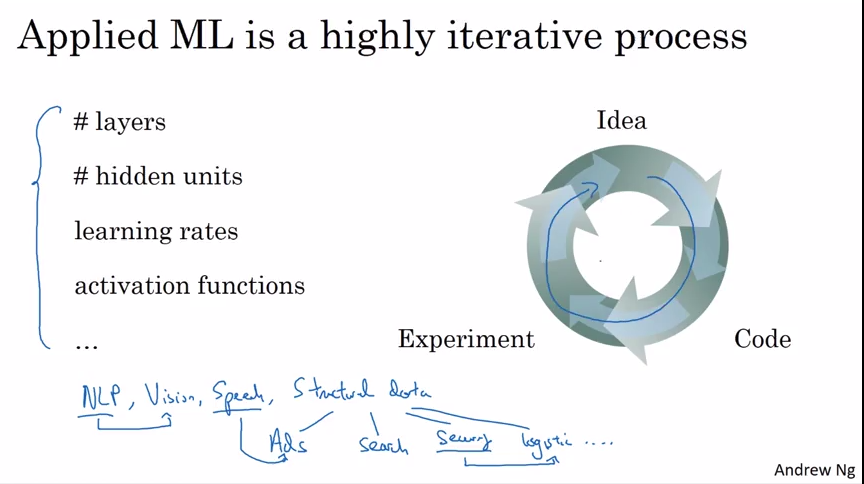 Applied ML is a highly iterative process
# layers
# hidden units
learning rates
activation functions
...
Idea
Experiment
Code
NLP, Vision, Speech, Structural data
Ads search Security logistic ....
Andrew Ng